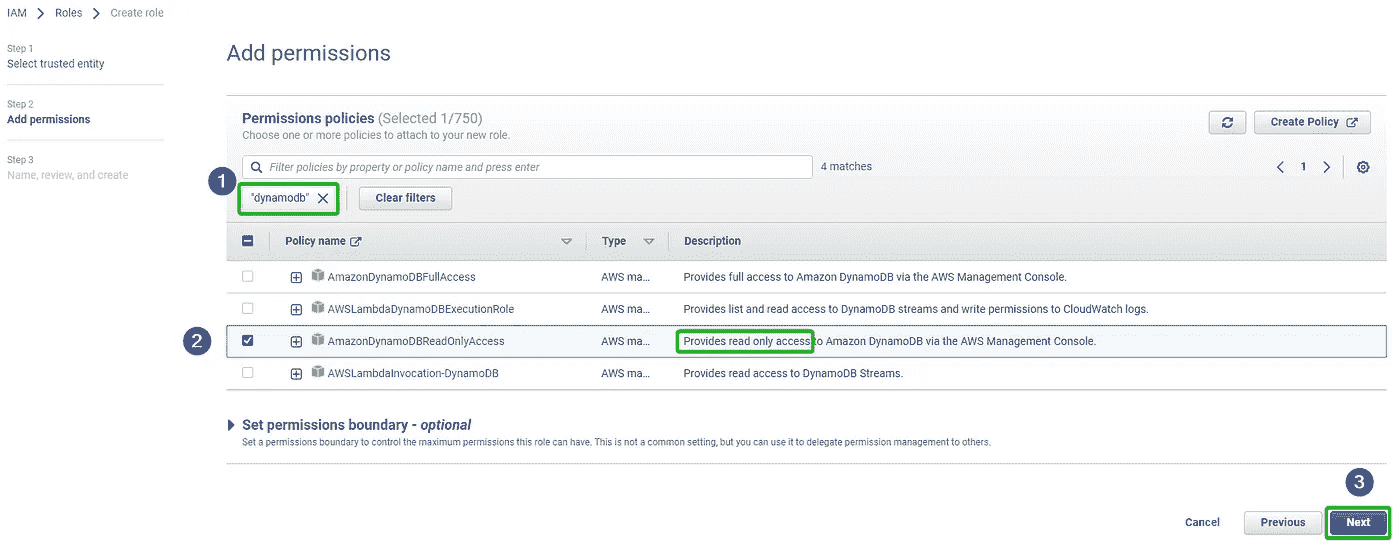 IAM > Roles > Create role
Step 1
Select trusted entity
Step 2
Add permissions
Step 3
Name, review, and create
Add permissions
Permissions policies (Selected 1/750)
Choose one or more policies to attach to your new role.
Create Policy
Filter policies by property or policy name and press enter
4 matches
1
1
"dynamodb"
Clear filters
Policy name
Type
Description
AmazonDynamoDBFullAccess AWS ma... Provides full access to Amazon DynamoDB via the AWS Management Console.
AWSLambdaDynamoDBExecutionRole AWS ma... Provides list and read access to DynamoDB streams and write permissions to CloudWatch logs.
2 AmazonDynamoDBReadOnlyAccess AWS ma... Provides read only access to Amazon DynamoDB via the AWS Management Console.
AWSLambdaInvocation-DynamoDB AWS ma... Provides read access to DynamoDB Streams.
Set permissions boundary - optional
Set a permissions boundary to control the maximum permissions this role can have. This is not a common setting, but you can use it to delegate permission management to others.
3
Cancel
Previous
Next